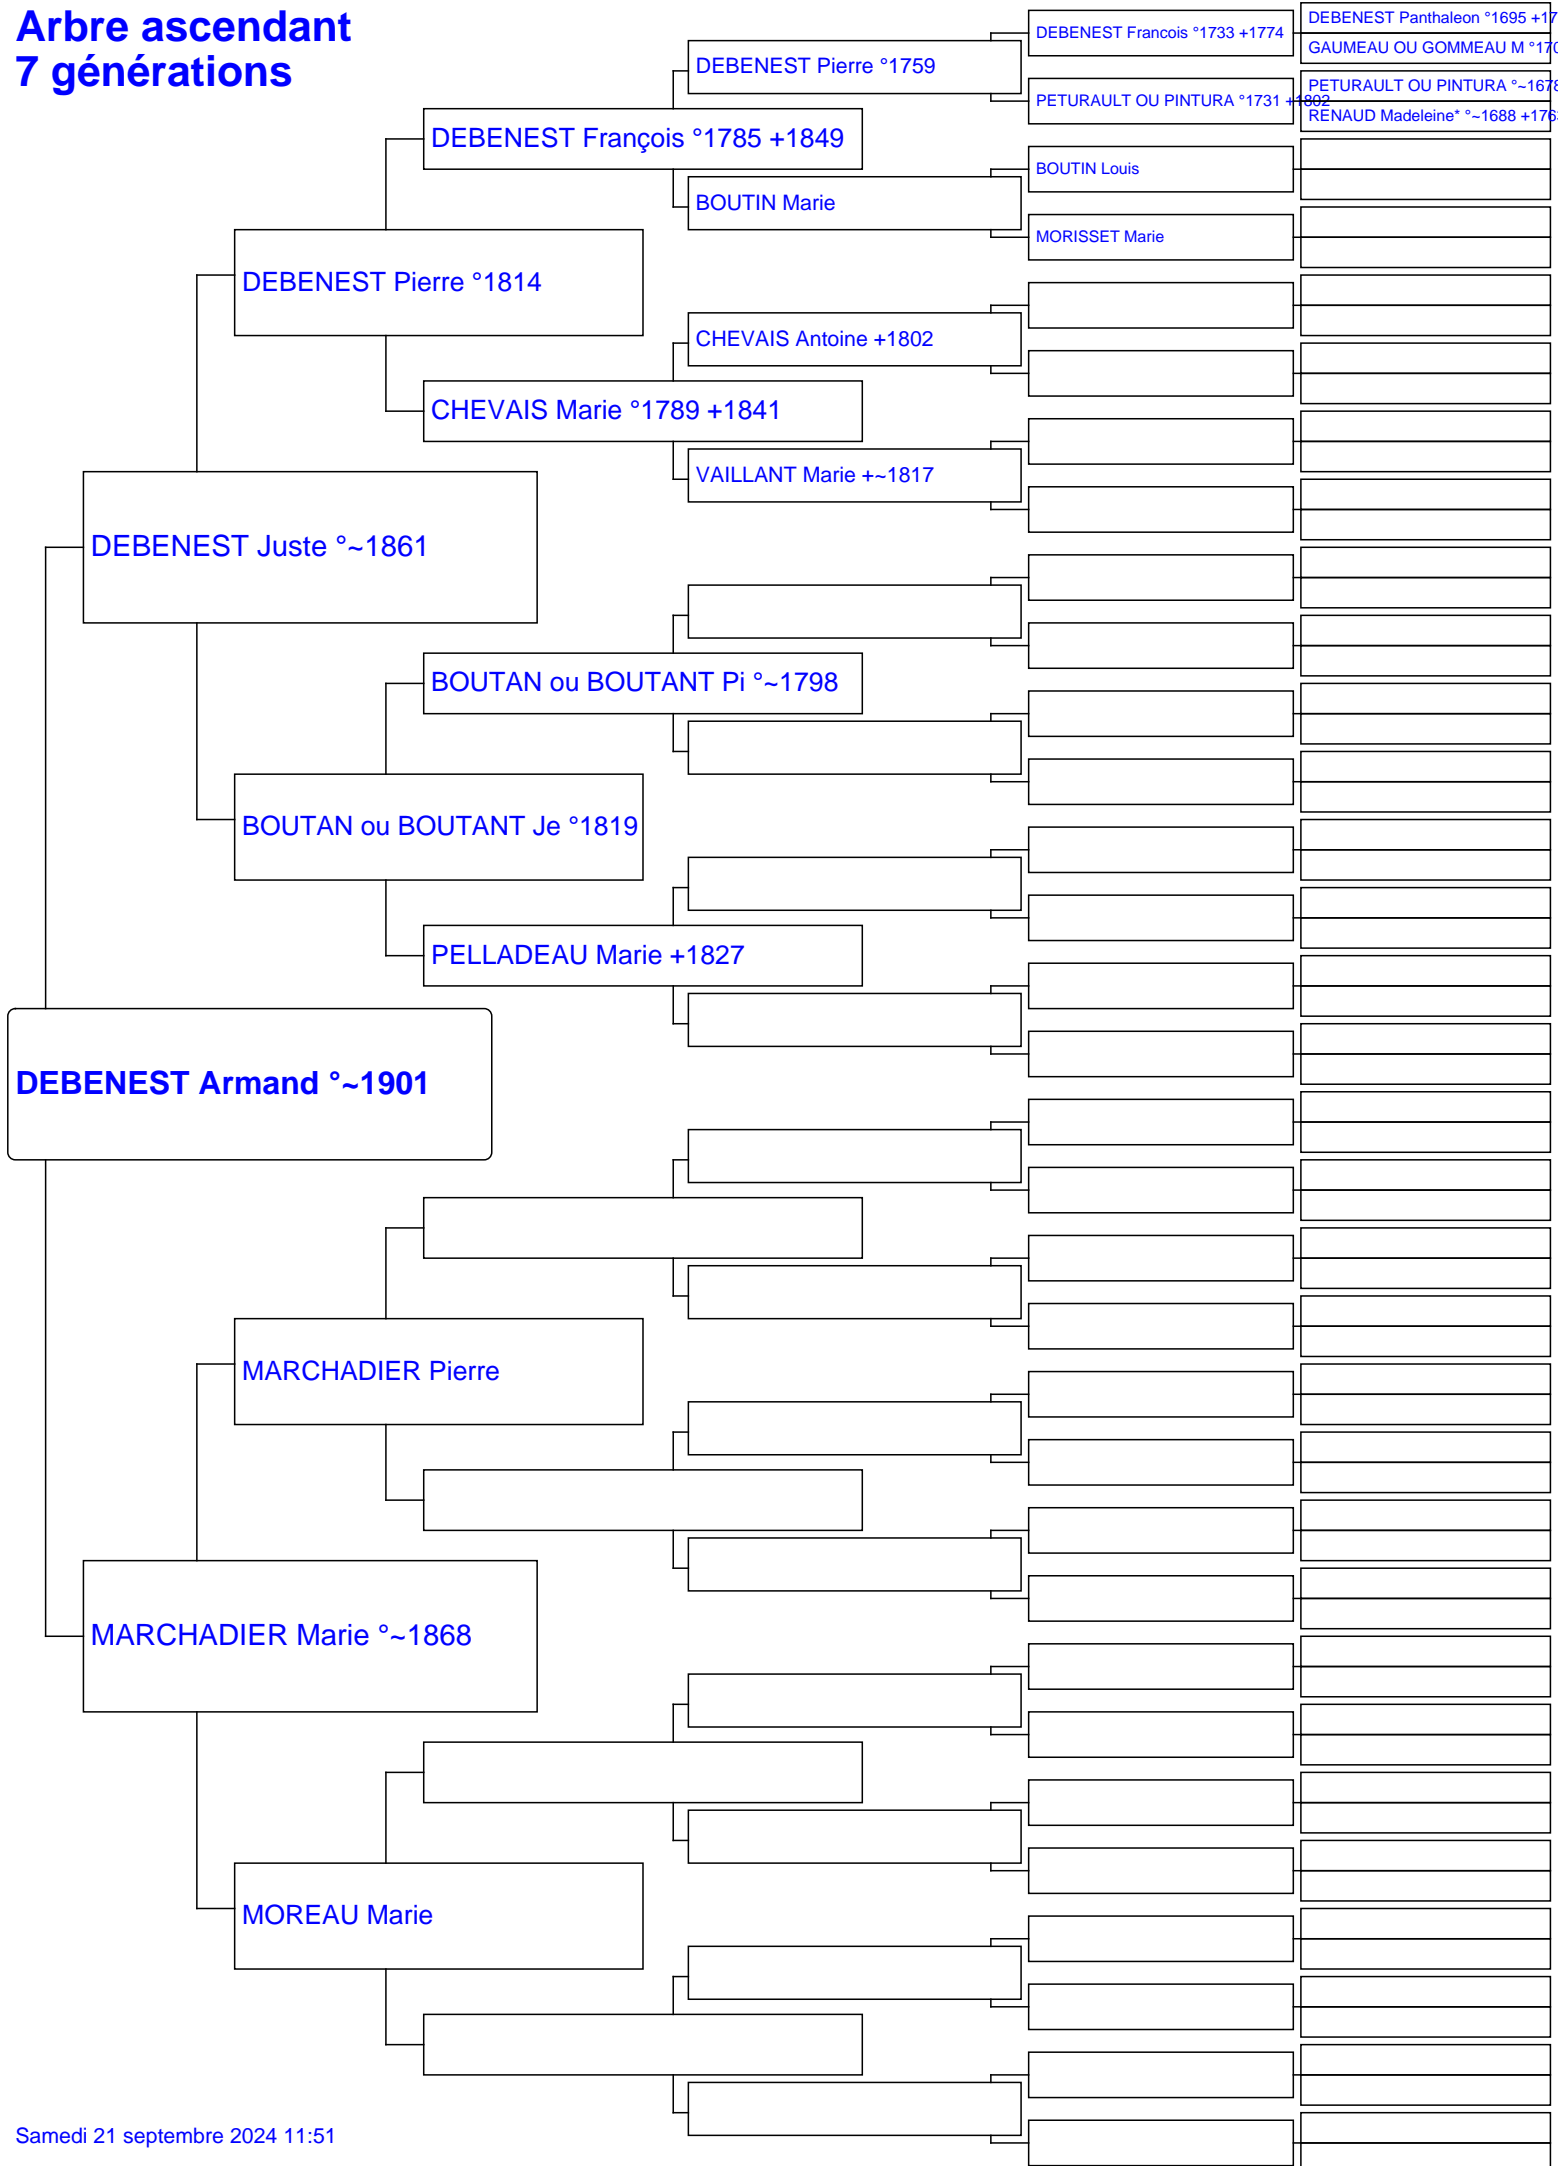 Arbre ascendant
7 générations
DEBENEST Francois °1733 +1774
DEBENEST Panthaleon °1695 +17
GAUMEAU OU GOMMEAU M °170
DEBENEST Pierre °1759
PETURAULT OU PINTURA °1731 +1802
PETURAULT OU PINTURA °~1678
RENAUD Madeleine* °~1688 +176
DEBENEST François °1785 +1849
BOUTIN Louis
BOUTIN Marie
MORISSET Marie
DEBENEST Pierre °1814
CHEVAIS Antoine +1802
CHEVAIS Marie °1789 +1841
VAILLANT Marie +~1817
DEBENEST Juste °~1861
BOUTAN ou BOUTANT Pi °~1798
BOUTAN ou BOUTANT Je °1819
PELLADEAU Marie +1827
DEBENEST Armand °~1901
MARCHADIER Pierre
MARCHADIER Marie °~1868
MOREAU Marie
Samedi 21 septembre 2024 11:51